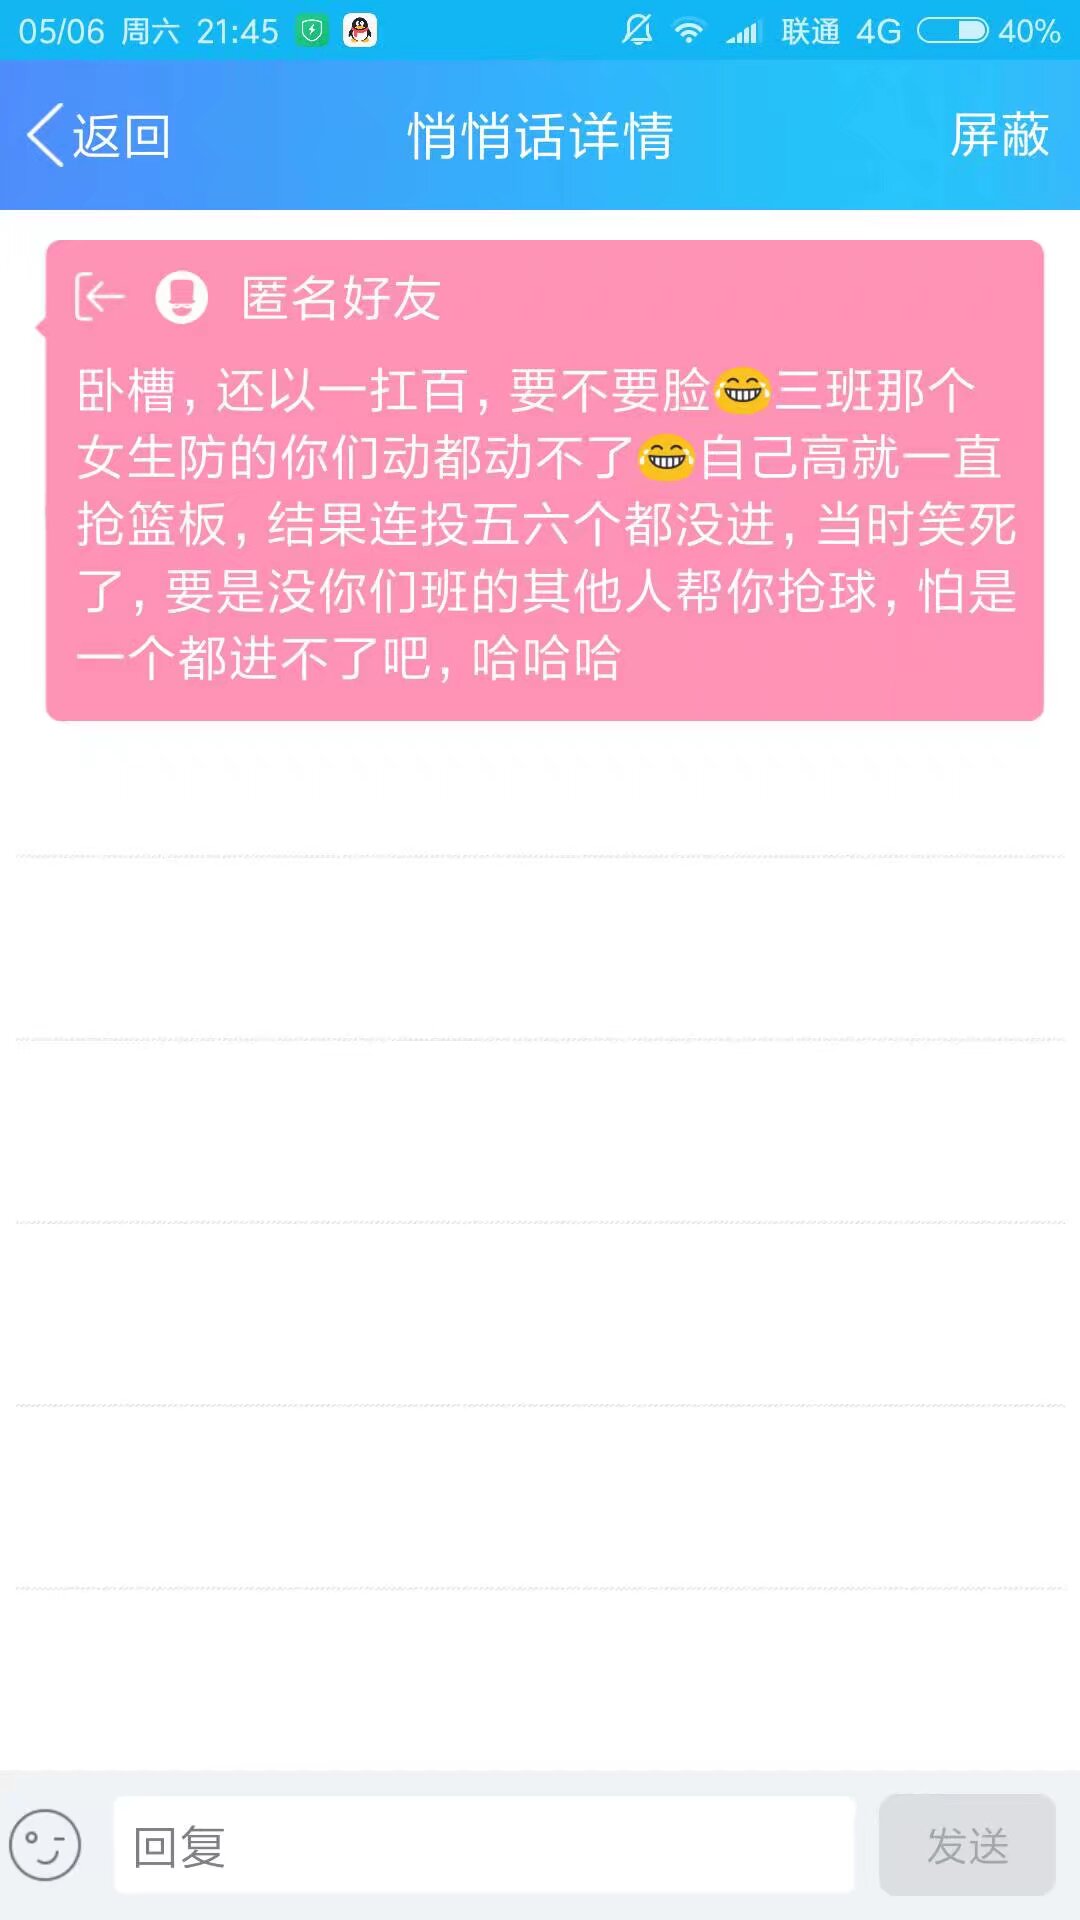 05/06 周六 21:45 联通 4G 40%
返回 悄悄话详情 屏蔽
匿名好友
卧槽，还以一扛百，要不要脸😂三班那个
女生防的你们动都动不了😂自己高就一直
抢篮板，结果连投五六个都没进，当时笑死
了，要是没你们班的其他人帮你抢球，怕是
一个都进不了吧，哈哈哈
回复 发送